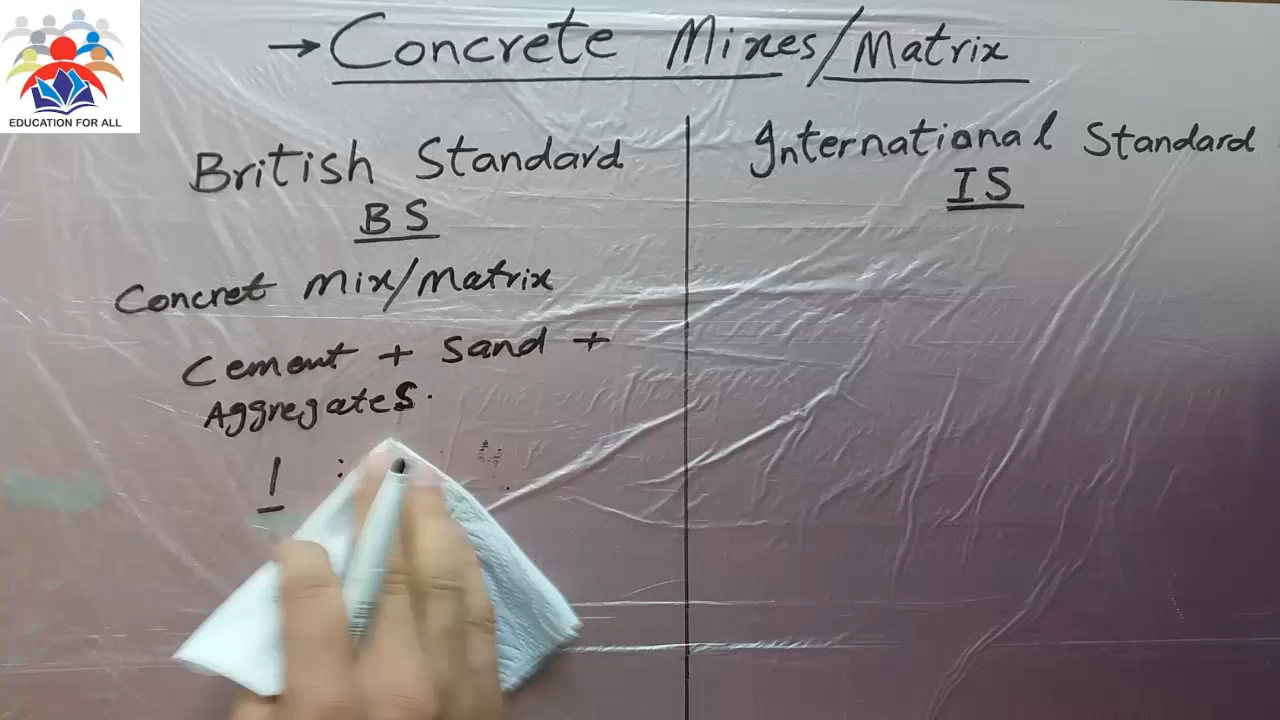 EDUCATION FOR ALL
→ Concrete Mixes/Matrix
British Standard
BS
Concret Mix/Matrix
Cement + Sand +
Aggregates.
1 :
International Standard
IS